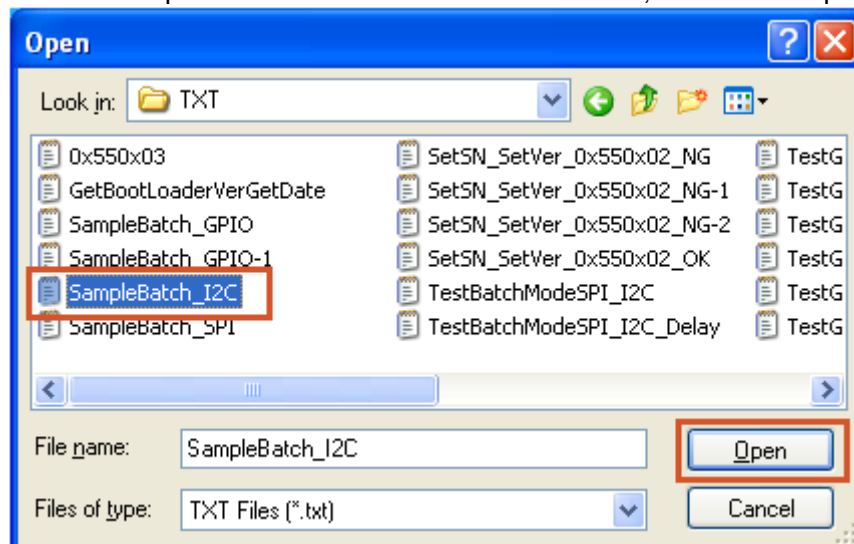 Open
Look in: TXT
0x550x03 SetSN_SetVer_0x550x02_NG TestG
GetBootLoaderVerGetDate SetSN_SetVer_0x550x02_NG-1 TestG
SampleBatch_GPIO SetSN_SetVer_0x550x02_NG-2 TestG
SampleBatch_GPIO-1 SetSN_SetVer_0x550x02_OK TestG
SampleBatch_I2C TestBatchModeSPI_I2C TestG
SampleBatch_SPI TestBatchModeSPI_I2C_Delay TestG
File name: SampleBatch_I2C Open
Files of type: TXT Files (*.txt) Cancel